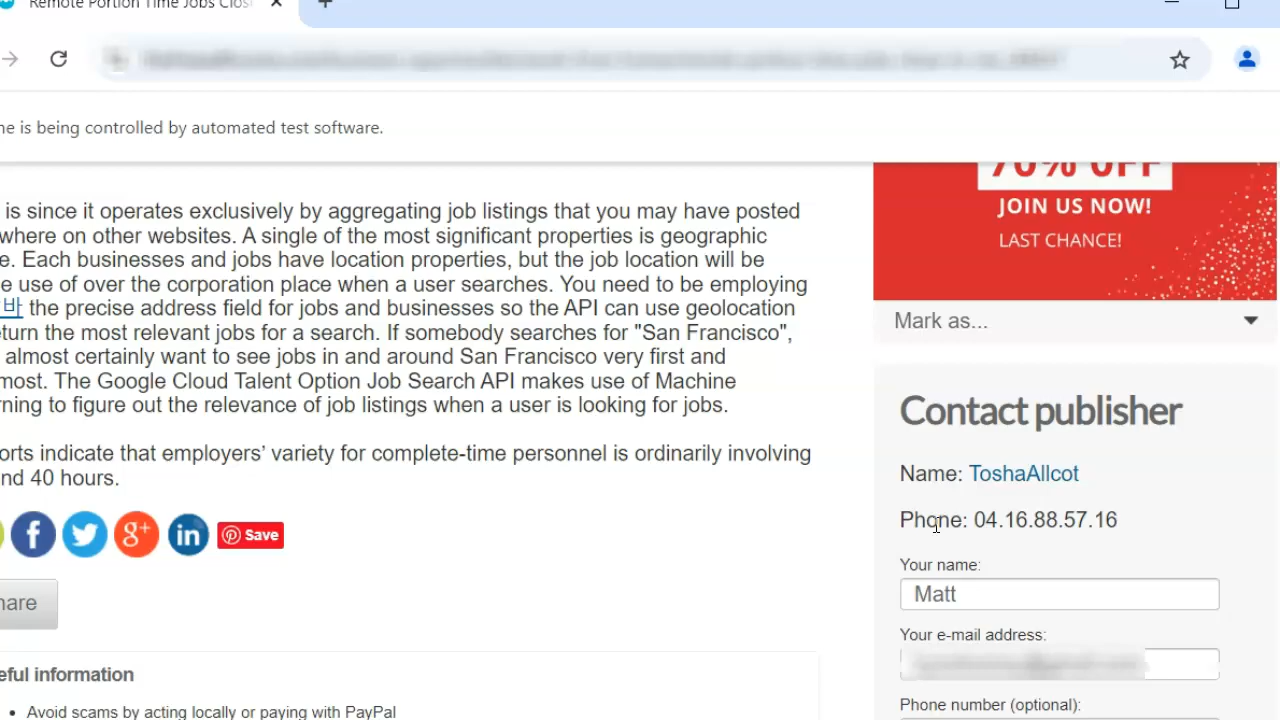 Remote Portion Time Jobs Clos
ne is being controlled by automated test software.
70% OFF
JOIN US NOW!
LAST CHANCE!
Mark as...
is since it operates exclusively by aggregating job listings that you may have posted
where on other websites. A single of the most significant properties is geographic
e. Each businesses and jobs have location properties, but the job location will be
e use of over the corporation place when a user searches. You need to be employing
바 the precise address field for jobs and businesses so the API can use geolocation
eturn the most relevant jobs for a search. If somebody searches for "San Francisco",
almost certainly want to see jobs in and around San Francisco very first and
most. The Google Cloud Talent Option Job Search API makes use of Machine
rning to figure out the relevance of job listings when a user is looking for jobs.
orts indicate that employers’ variety for complete-time personnel is ordinarily involving
nd 40 hours.
f
g+
in
Save
hare
eful information
• Avoid scams by acting locally or paying with PayPal
Contact publisher
Name: ToshaAllcot
Phone: 04.16.88.57.16
Your name:
Matt
Your e-mail address:
Phone number (optional):